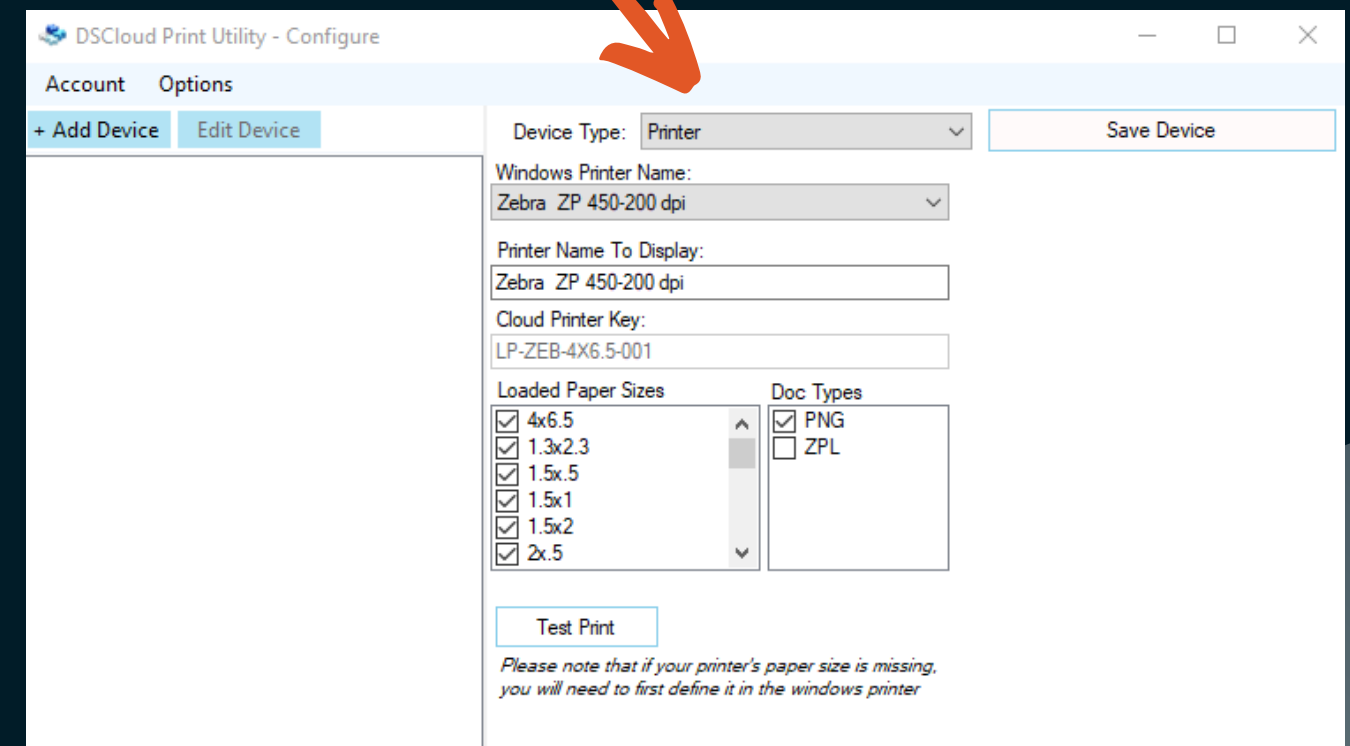 DSCloud Print Utility - Configure
Account Options
+ Add Device Edit Device
Device Type: Printer Save Device
Windows Printer Name:
Zebra ZP 450-200 dpi
Printer Name To Display:
Zebra ZP 450-200 dpi
Cloud Printer Key:
LP-ZEB-4X6.5-001
Loaded Paper Sizes Doc Types
4x6.5 PNG
1.3x2.3 ZPL
1.5x.5
1.5x1
1.5x2
2x.5
Test Print
Please note that if your printer's paper size is missing,
you will need to first define it in the windows printer